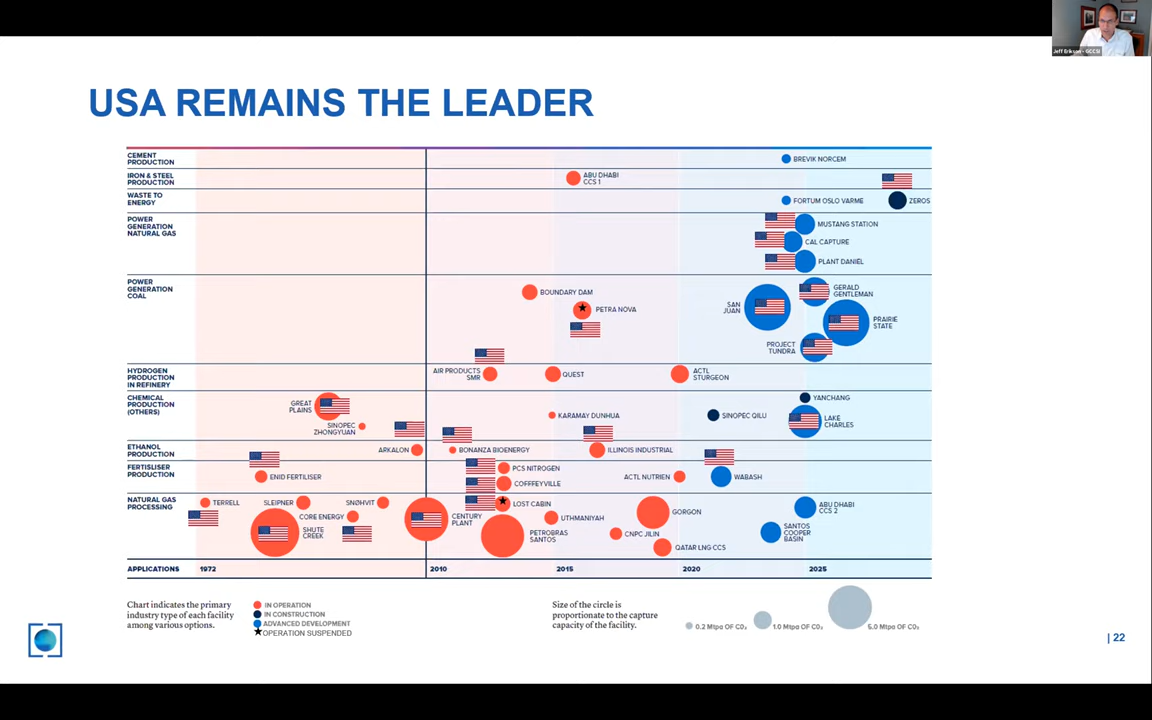 Jeff Erikson - GCCSI
USA REMAINS THE LEADER
CEMENT
PRODUCTION
BREVIK NORCEM
IRON & STEEL
PRODUCTION
ABU DHABI
CCS 1
WASTE TO
ENERGY
FORTUM OSLO VARME
ZEROS
POWER
GENERATION
NATURAL GAS
MUSTANG STATION
CAL CAPTURE
PLANT DANIEL
POWER
GENERATION
COAL
BOUNDARY DAM
PETRA NOVA
SAN
JUAN
GERALD
GENTLEMAN
PRAIRIE
STATE
PROJECT
TUNDRA
HYDROGEN
PRODUCTION
IN REFINERY
AIR PRODUCTS
SMR
QUEST
ACTL
STURGEON
CHEMICAL
PRODUCTION
(OTHERS)
GREAT
PLAINS
SINOPEC
ZHONGYUAN
KARAMAY DUNHUA
SINOPEC QILU
YANCHANG
LAKE
CHARLES
ETHANOL
PRODUCTION
ARKALON
BONANZA BIOENERGY
ILLINOIS INDUSTRIAL
FERTILISER
PRODUCTION
ENID FERTILISER
PCS NITROGEN
COFFFEYVILLE
ACTL NUTRIEN
WABASH
NATURAL GAS
PROCESSING
TERRELL
SLEIPNER
SNØHVIT
CORE ENERGY
SHUTE
CREEK
CENTURY
PLANT
LOST CABIN
PETROBRAS
SANTOS
UTHMANIYAH
GORGON
CNPC JILIN
QATAR LNG CCS
ABU DHABI
CCS 2
SANTOS
COOPER
BASIN
APPLICATIONS 1972 2010 2015 2020 2025
Chart indicates the primary
industry type of each facility
among various options.
IN OPERATION
IN CONSTRUCTION
ADVANCED DEVELOPMENT
OPERATION SUSPENDED
Size of the circle is
proportionate to the capture
capacity of the facility.
0.2 Mtpa OF CO₂
1.0 Mtpa OF CO₂
5.0 Mtpa OF CO₂
| 22